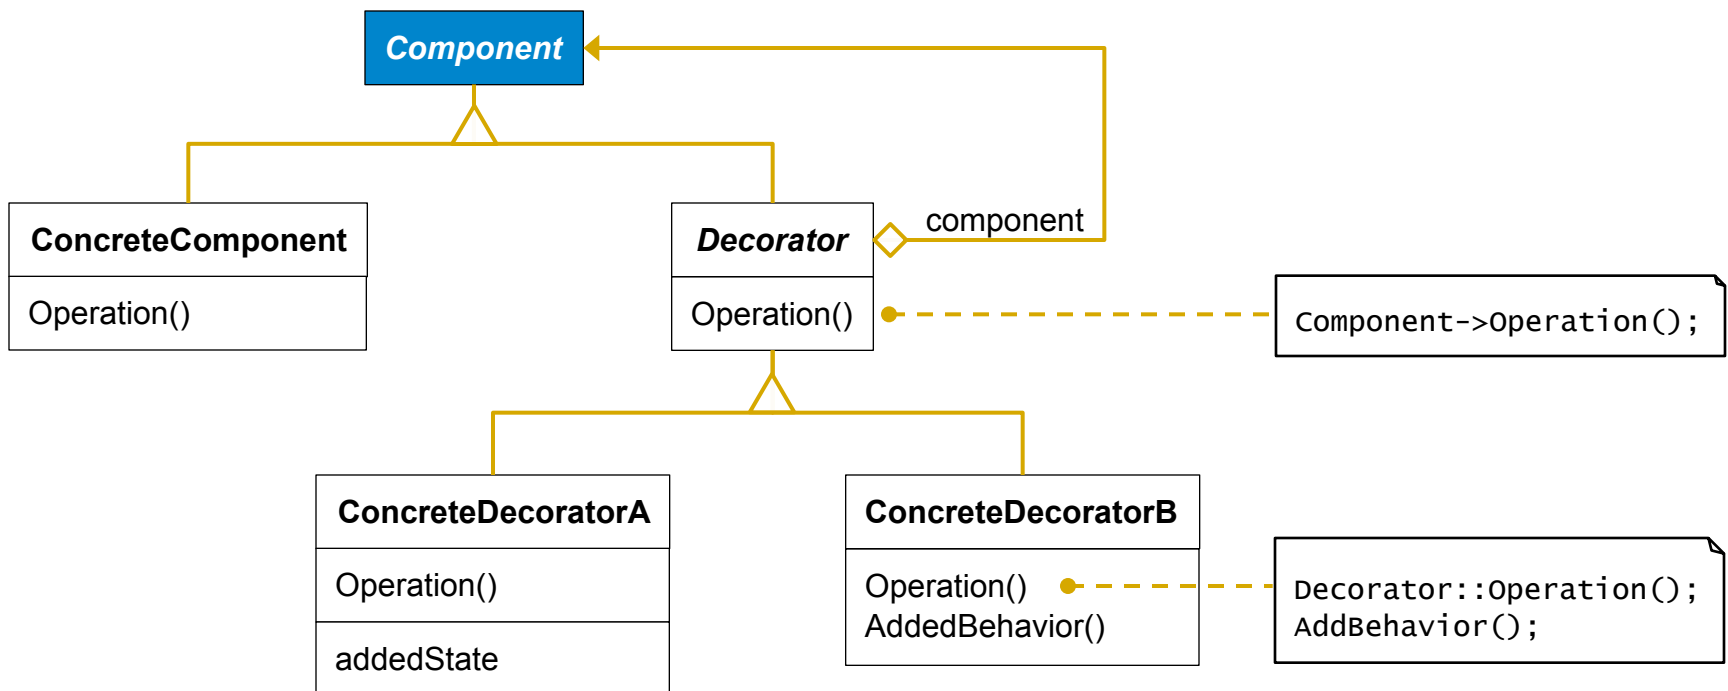 Component
component
ConcreteComponent
Operation()
Decorator
Operation()
Component->Operation();
ConcreteDecoratorA
Operation()
addedState
ConcreteDecoratorB
Operation()
AddedBehavior()
Decorator::Operation();
AddBehavior();